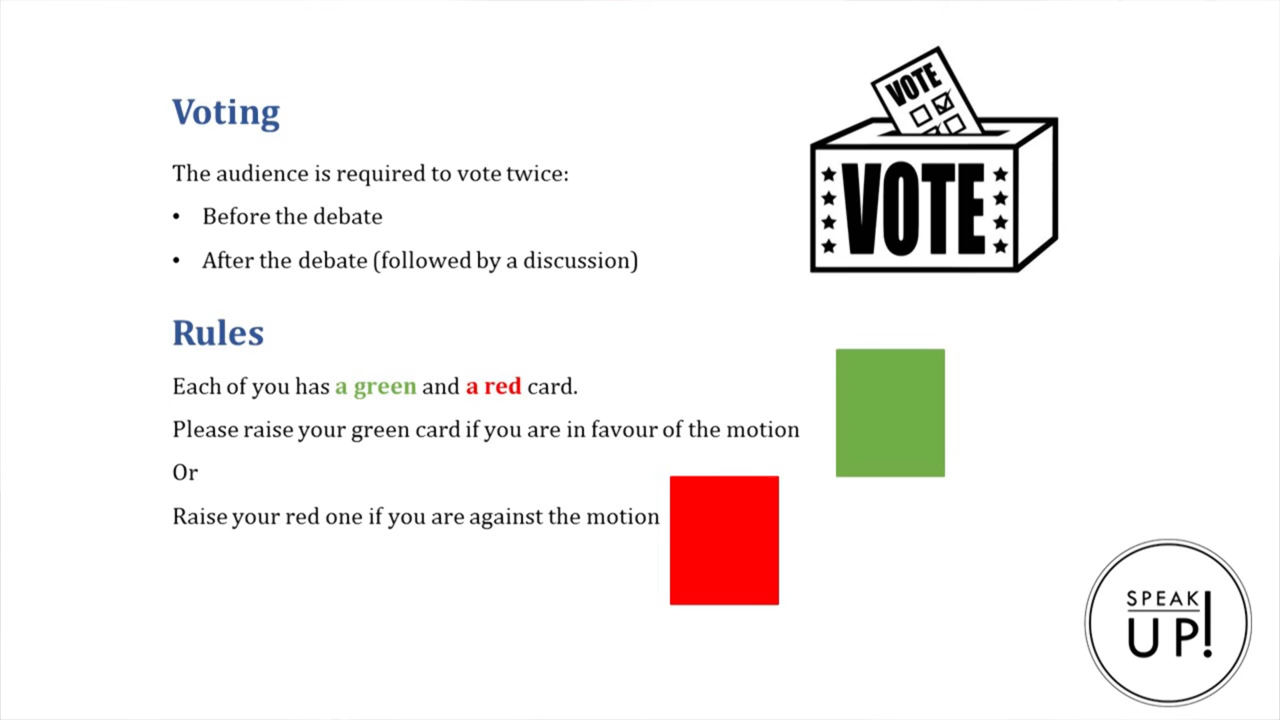 Voting
The audience is required to vote twice:
• Before the debate
• After the debate (followed by a discussion)
Rules
Each of you has a green and a red card.
Please raise your green card if you are in favour of the motion
Or
Raise your red one if you are against the motion
VOTE
VOTE
SPEAK
UP!